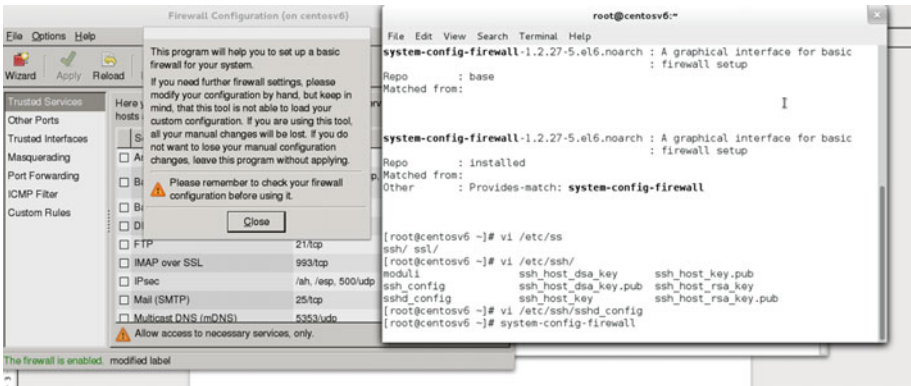 Firewall Configuration (on centosv6)
File Options Help
Wizard Apply Reload
Trusted Services
Other Ports
Trusted Interfaces
Masquerading
Port Forwarding
ICMP Filter
Custom Rules
Here
hosts
This program will help you to set up a basic
firewall for your system.
If you need further firewall settings, please
modify your configuration by hand, but keep in
mind, that this tool is not able to load your
custom configuration. If you are using this tool,
all your manual changes will be lost. If you do
not want to lose your manual configuration
changes, leave this program without applying.
Please remember to check your firewall
configuration before using it.
Close
FTP 21/tcp
IMAP over SSL 993/tcp
IPsec /ah, /esp, 500/udp
Mail (SMTP) 25/tcp
Multicast DNS (mDNS) 5353/udp
Allow access to necessary services, only.
The firewall is enabled. modified label
root@centosv6:~
File Edit View Search Terminal Help
system-config-firewall-1.2.27-5.el6.noarch : A graphical interface for basic
: firewall setup
Repo : base
Matched from:
system-config-firewall-1.2.27-5.el6.noarch : A graphical interface for basic
: firewall setup
Repo : installed
Matched from:
Other : Provides-match: system-config-firewall
[root@centosv6 ~]# vi /etc/ss
ssh/ ssl/
[root@centosv6 ~]# vi /etc/ssh/
moduli ssh_host_dsa_key ssh_host_key.pub
ssh_config ssh_host_dsa_key.pub ssh_host_rsa_key
sshd_config ssh_host_key ssh_host_rsa_key.pub
[root@centosv6 ~]# vi /etc/ssh/sshd_config
[root@centosv6 ~]# system-config-firewall